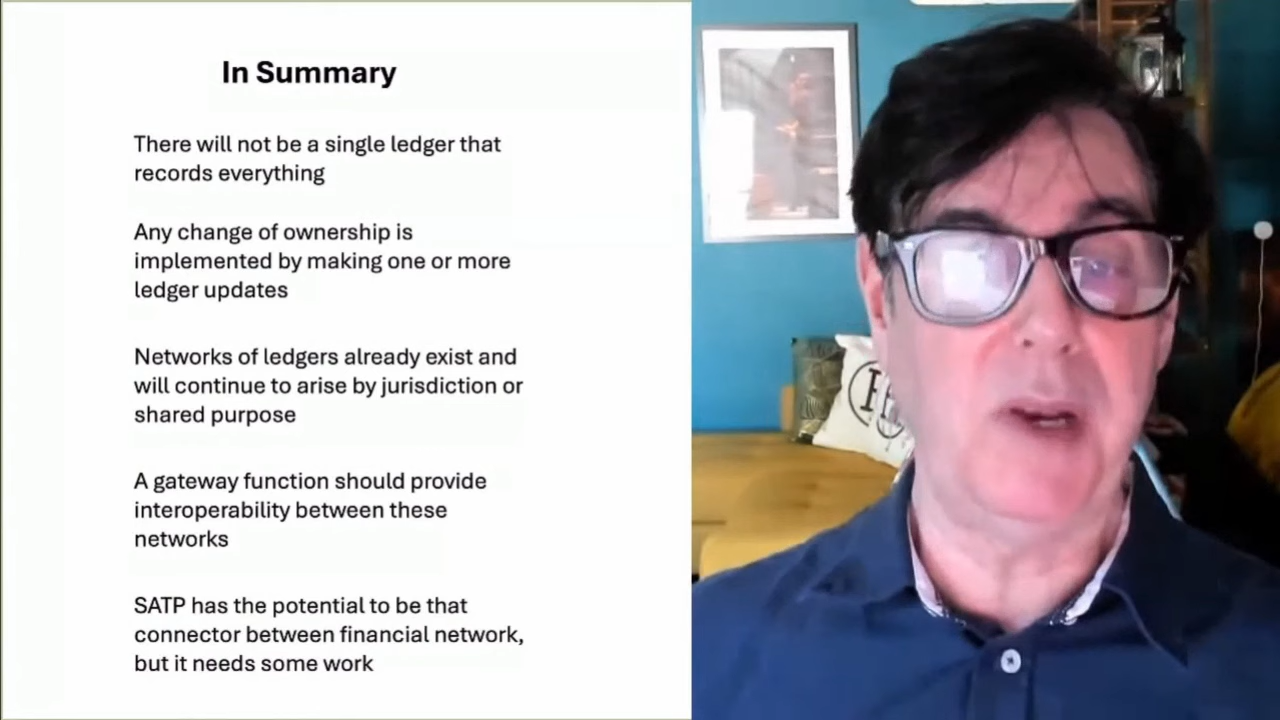 In Summary
There will not be a single ledger that
records everything
Any change of ownership is
implemented by making one or more
ledger updates
Networks of ledgers already exist and
will continue to arise by jurisdiction or
shared purpose
A gateway function should provide
interoperability between these
networks
SATP has the potential to be that
connector between financial network,
but it needs some work